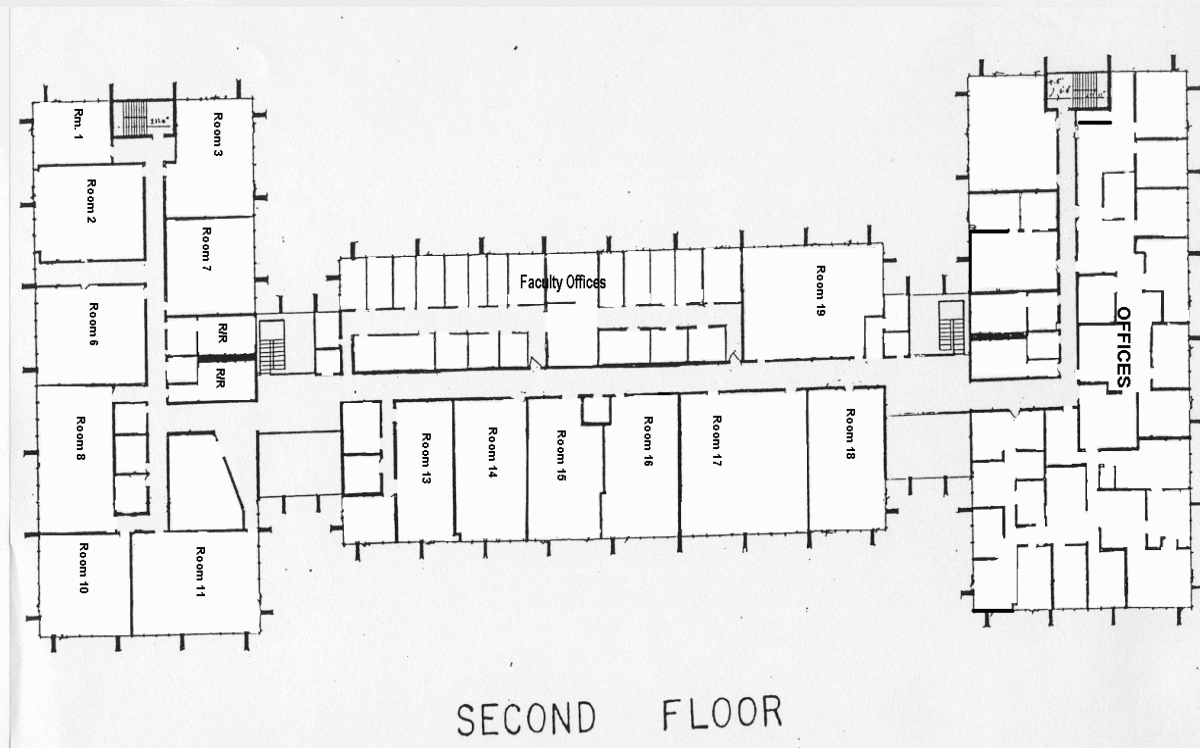 Rm. 1
Room 3
Room 2
Room 7
Room 6
R/R
R/R
Room 8
Room 10
Room 11
Faculty Offices
Room 19
Room 13
Room 14
Room 15
Room 16
Room 17
Room 18
OFFICES
SECOND FLOOR